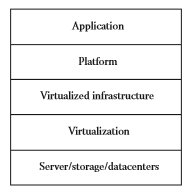 Application
Platform
Virtualized infrastructure
Virtualization
Server/storage/datacenters